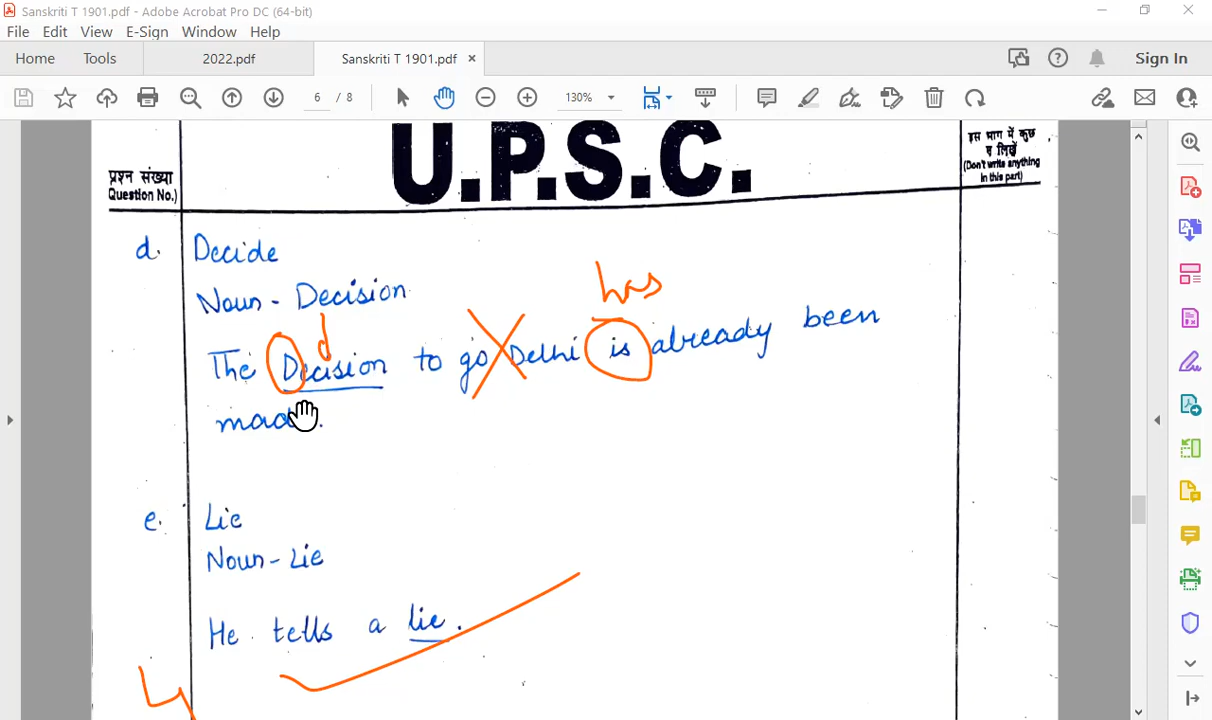 Sanskriti T 1901.pdf - Adobe Acrobat Pro DC (64-bit)
File Edit View E-Sign Window Help
Home Tools 2022.pdf Sanskriti T 1901.pdf × Sign In
6 / 8 130%
U.P.S.C.
प्रश्न संख्या
(Question No.)
इस भाग में कुछ
ए लिखें
(Don't write anything
in this part)
d. Decide
Noun - Decision
has
d
The Decision to go Delhi is already been
made.
e. Lie
Noun - Lie
He tells a lie.
4